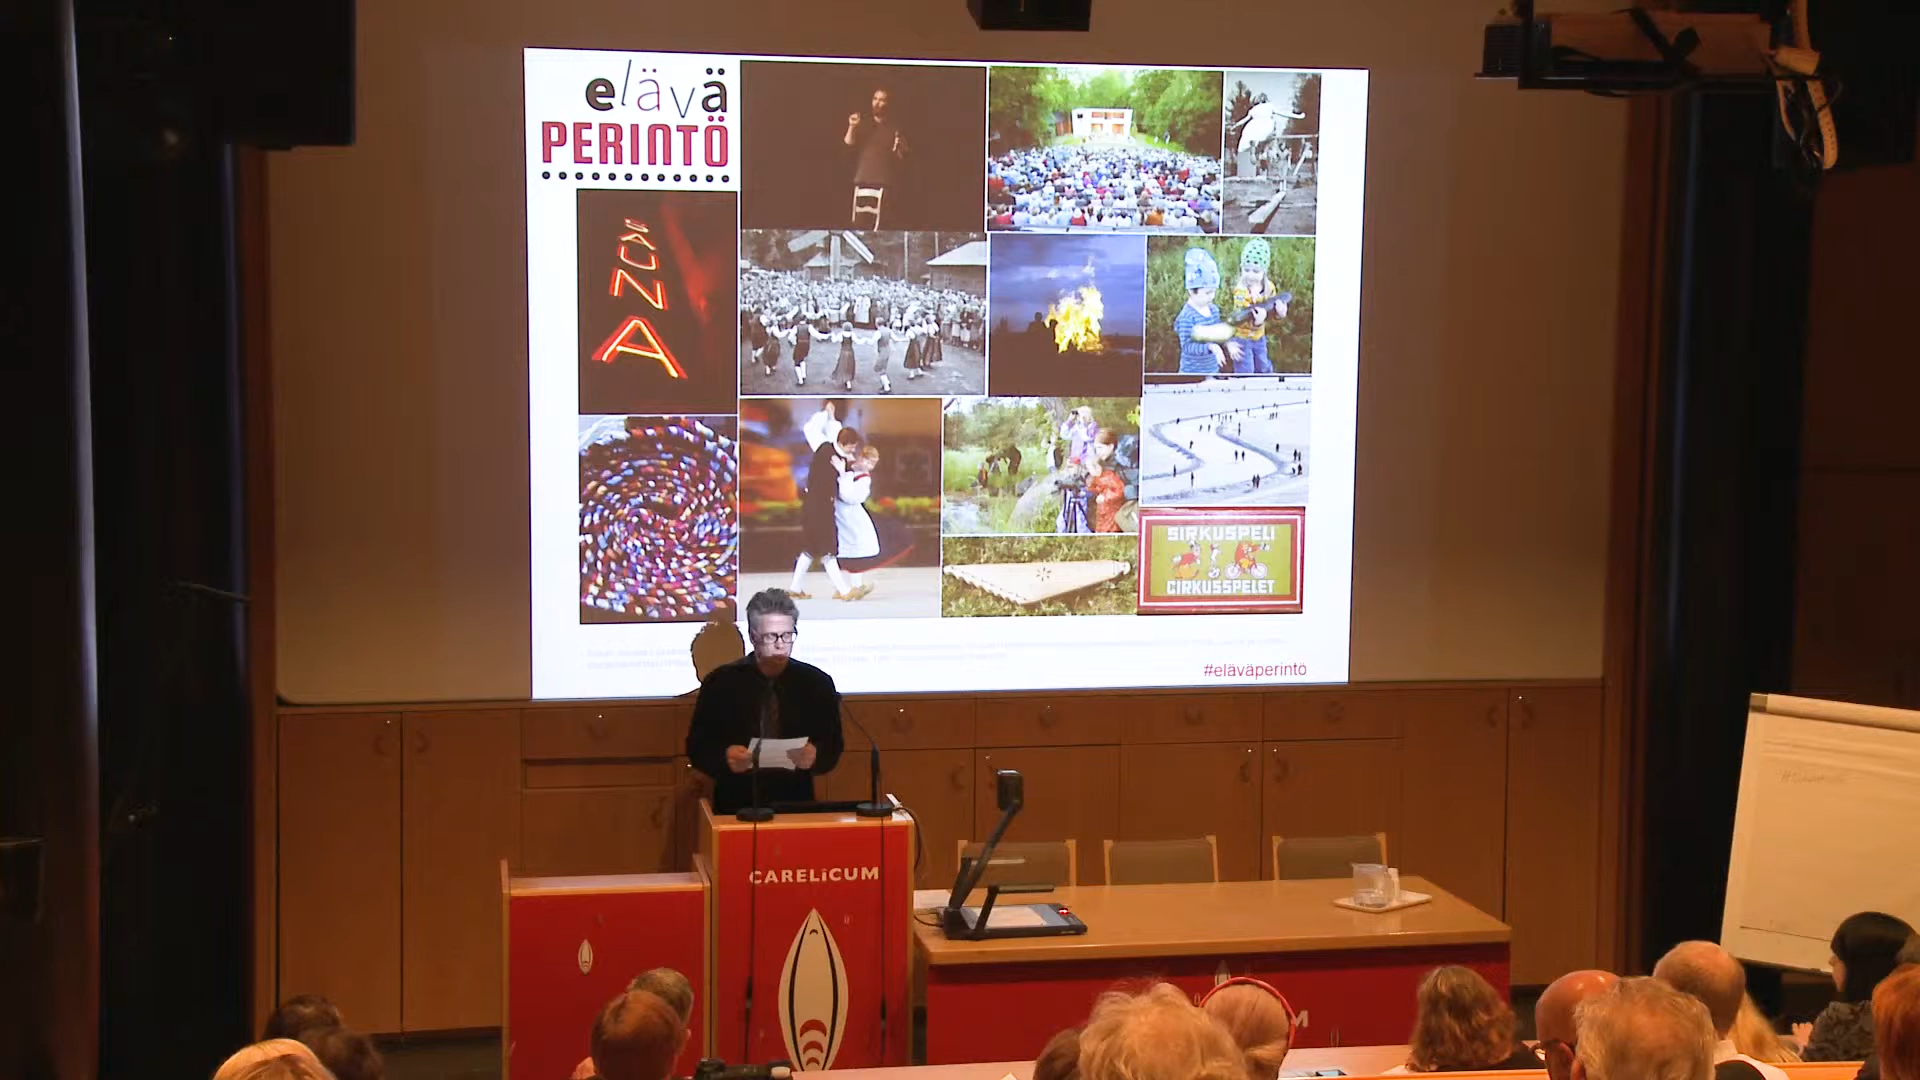 elävä
PERINTÖ
SAUNA
SIRKUSPELI
CIRKUSSPELET
#eläväperintö
CARELiCUM
M